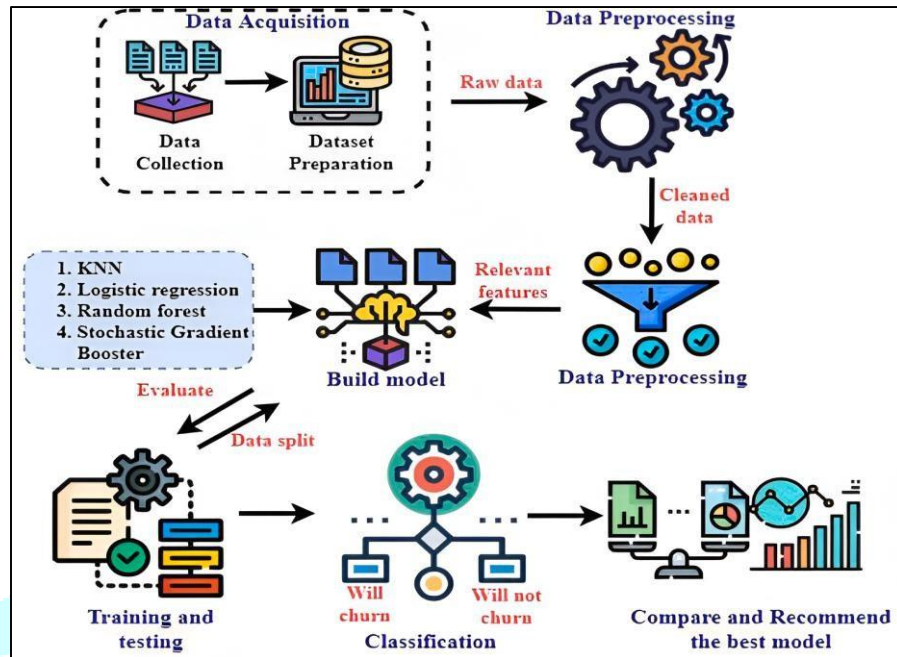 Data Acquisition
Data
Collection
Dataset
Preparation
Raw data
Data Preprocessing
Cleaned
data
1. KNN
2. Logistic regression
3. Random forest
4. Stochastic Gradient
Booster
Build model
Relevant
features
Data Preprocessing
Evaluate
Data split
Training and
testing
Will
churn
Will not
churn
Classification
Compare and Recommend
the best model